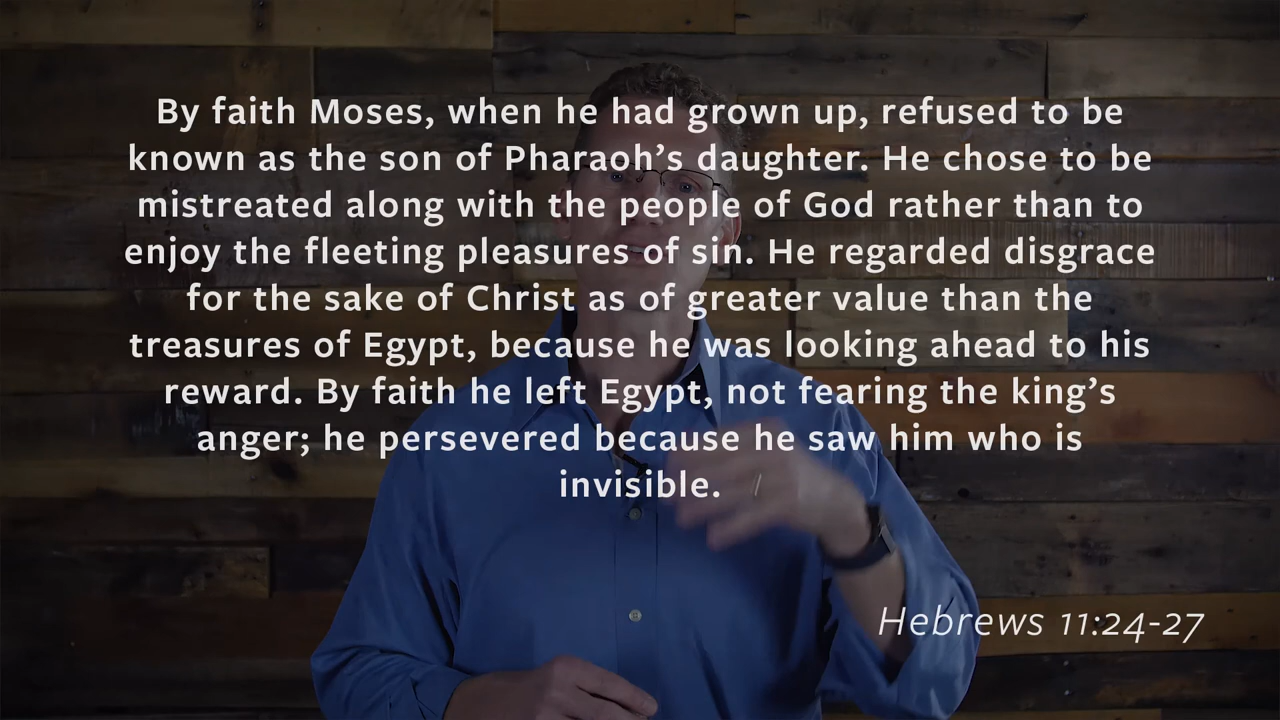 By faith Moses, when he had grown up, refused to be
known as the son of Pharaoh’s daughter. He chose to be
mistreated along with the people of God rather than to
enjoy the fleeting pleasures of sin. He regarded disgrace
for the sake of Christ as of greater value than the
treasures of Egypt, because he was looking ahead to his
reward. By faith he left Egypt, not fearing the king’s
anger; he persevered because he saw him who is
invisible.
Hebrews 11:24-27